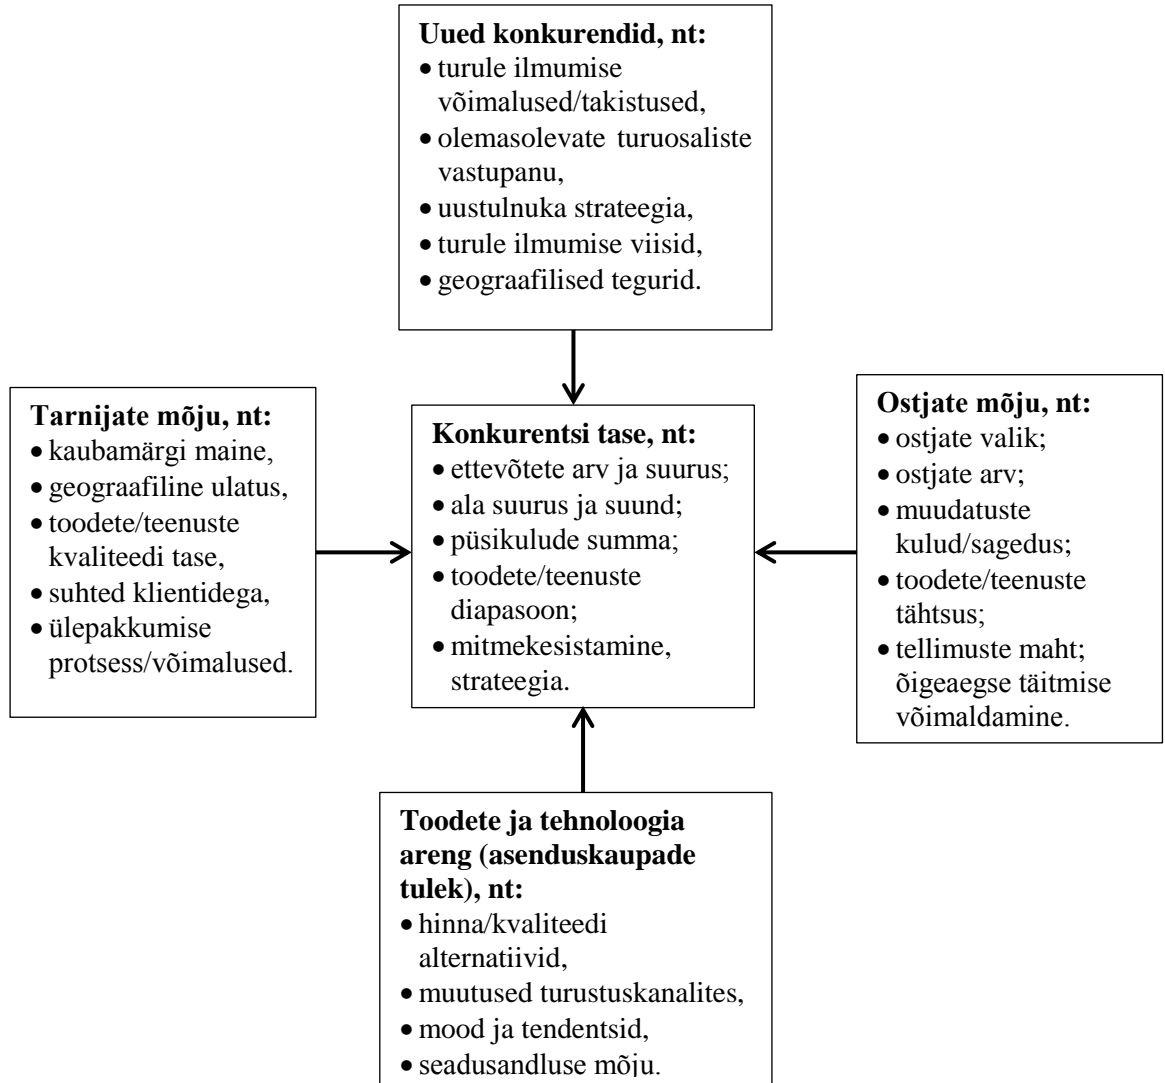 Uued konkurendid, nt:
• turule ilmumise
võimalused/takistused,
• olemasolevate turuosaliste
vastupanu,
• uustulnuka strateegia,
• turule ilmumise viisid,
• geograafilised tegurid.
Tarnijate mõju, nt:
• kaubamärgi maine,
• geograafiline ulatus,
• toodete/teenuste
kvaliteedi tase,
• suhted klientidega,
• ülepakkumise
protsess/võimalused.
Konkurentsi tase, nt:
• ettevõtete arv ja suurus;
• ala suurus ja suund;
• püsikulude summa;
• toodete/teenuste
diapasoon;
• mitmekesistamine,
strateegia.
Ostjate mõju, nt:
• ostjate valik;
• ostjate arv;
• muudatuste
kulud/sagedus;
• toodete/teenuste
tähtsus;
• tellimuste maht;
õigeaegse täitmise
võimaldamine.
Toodete ja tehnoloogia
areng (asenduskaupade
tulek), nt:
• hinna/kvaliteedi
alternatiivid,
• muutused turustuskanalites,
• mood ja tendentsid,
• seadusandluse mõju.